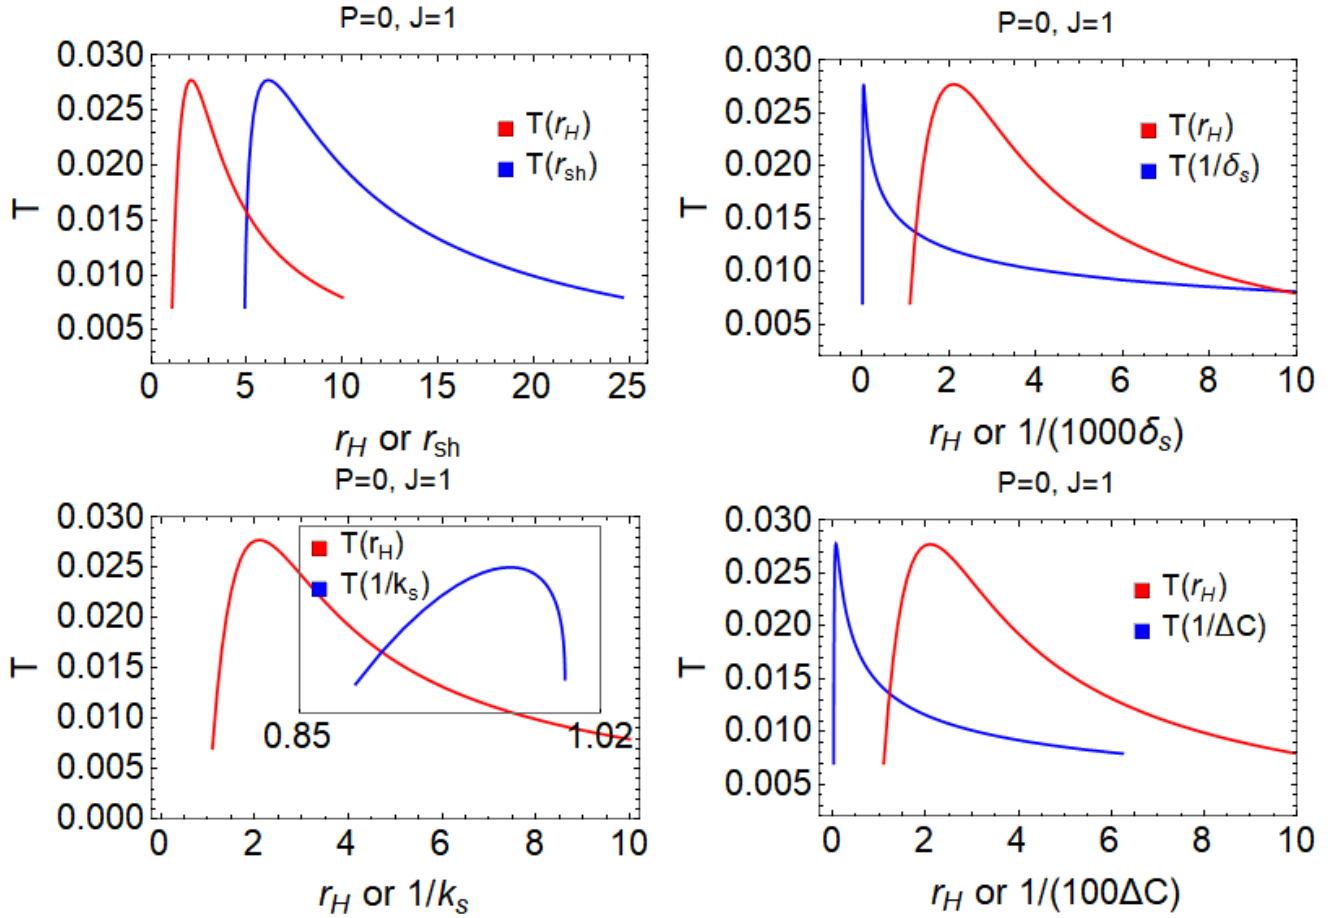 P=0, J=1
0.030
0.025
0.020
0.015
0.010
0.005
T
T(r_H)
T(r_sh)
0 5 10 15 20 25
r_H or r_sh
P=0, J=1
0.030
0.025
0.020
0.015
0.010
0.005
T
T(r_H)
T(1/δ_s)
0 2 4 6 8 10
r_H or 1/(1000δ_s)
P=0, J=1
0.030
0.025
0.020
0.015
0.010
0.005
0.000
T
T(r_H)
T(1/k_s)
0.85 1.02
0 2 4 6 8 10
r_H or 1/k_s
P=0, J=1
0.030
0.025
0.020
0.015
0.010
0.005
T
T(r_H)
T(1/ΔC)
0 2 4 6 8 10
r_H or 1/(100ΔC)